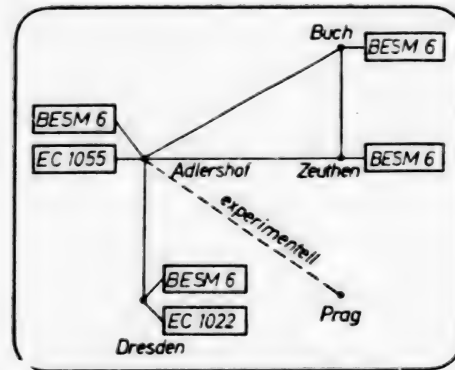 Buch
BESM 6
BESM 6
EC 1055
Adlershof
Zeuthen
BESM 6
experimentell
BESM 6
EC 1022
Prag
Dresden